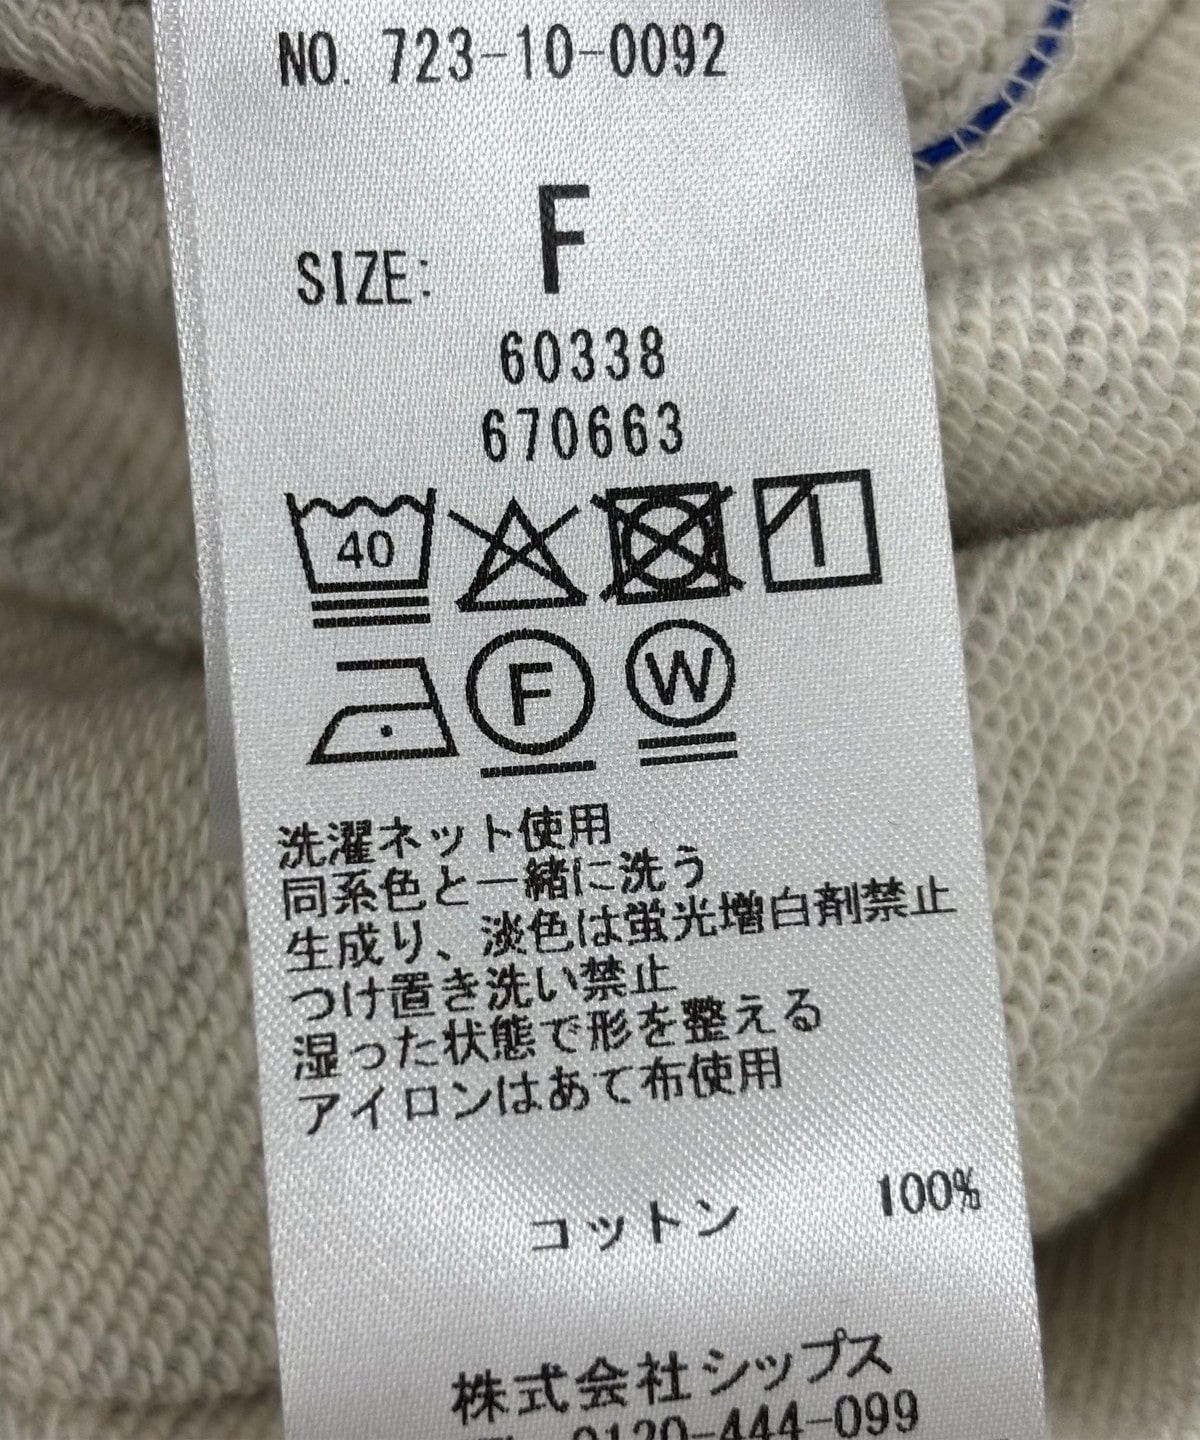 NO. 723-10-0092
SIZE: F
60338
670663
40
F W
洗濯ネット使用
同系色と一緒に洗う
生成り、淡色は蛍光増白剤禁止
つけ置き洗い禁止
湿った状態で形を整える
アイロンはあて布使用
コットン 100%
株式会社シップス
0120-444-099